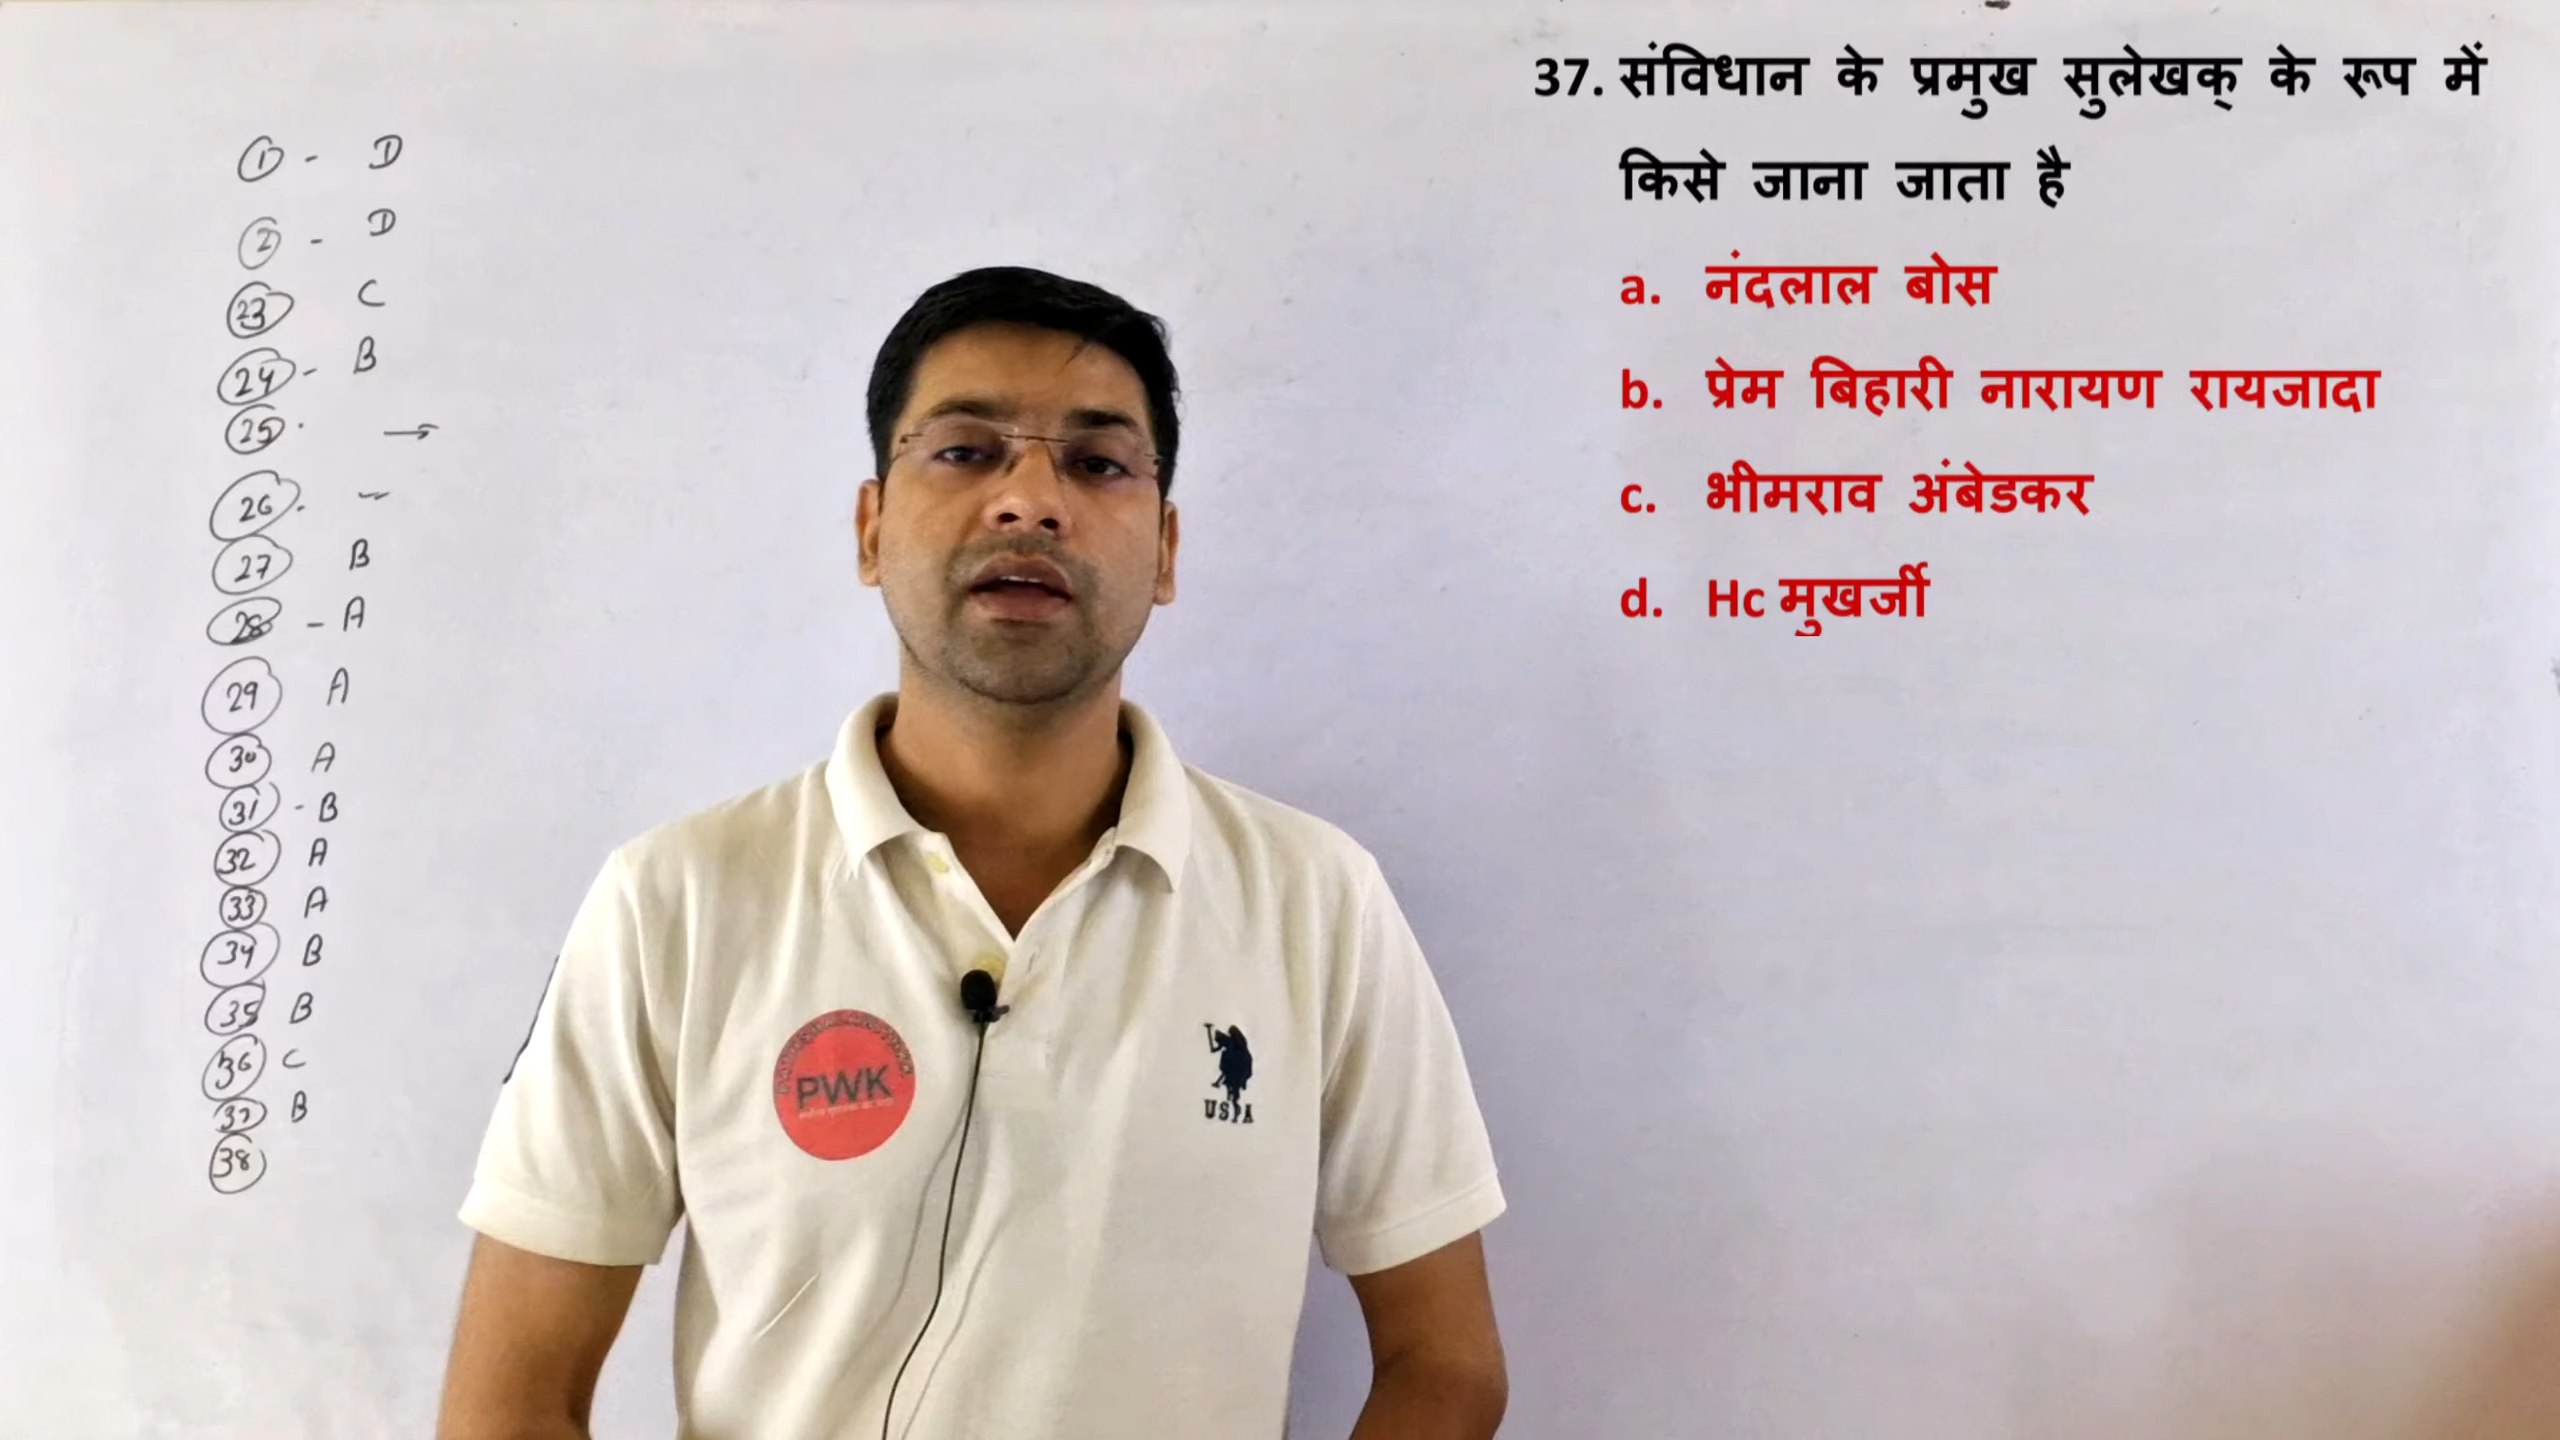 37. संविधान के प्रमुख सुलेखक् के रूप में
किसे जाना जाता है
a. नंदलाल बोस
b. प्रेम बिहारी नारायण रायजादा
c. भीमराव अंबेडकर
d. Hc मुखर्जी
1 - D
2 - D
23 C
24 - B
25. →
26. -
27 B
28 - A
29 A
30 A
31 - B
32 A
33 A
34 B
35 B
36 C
37 B
38
PWK
USPA